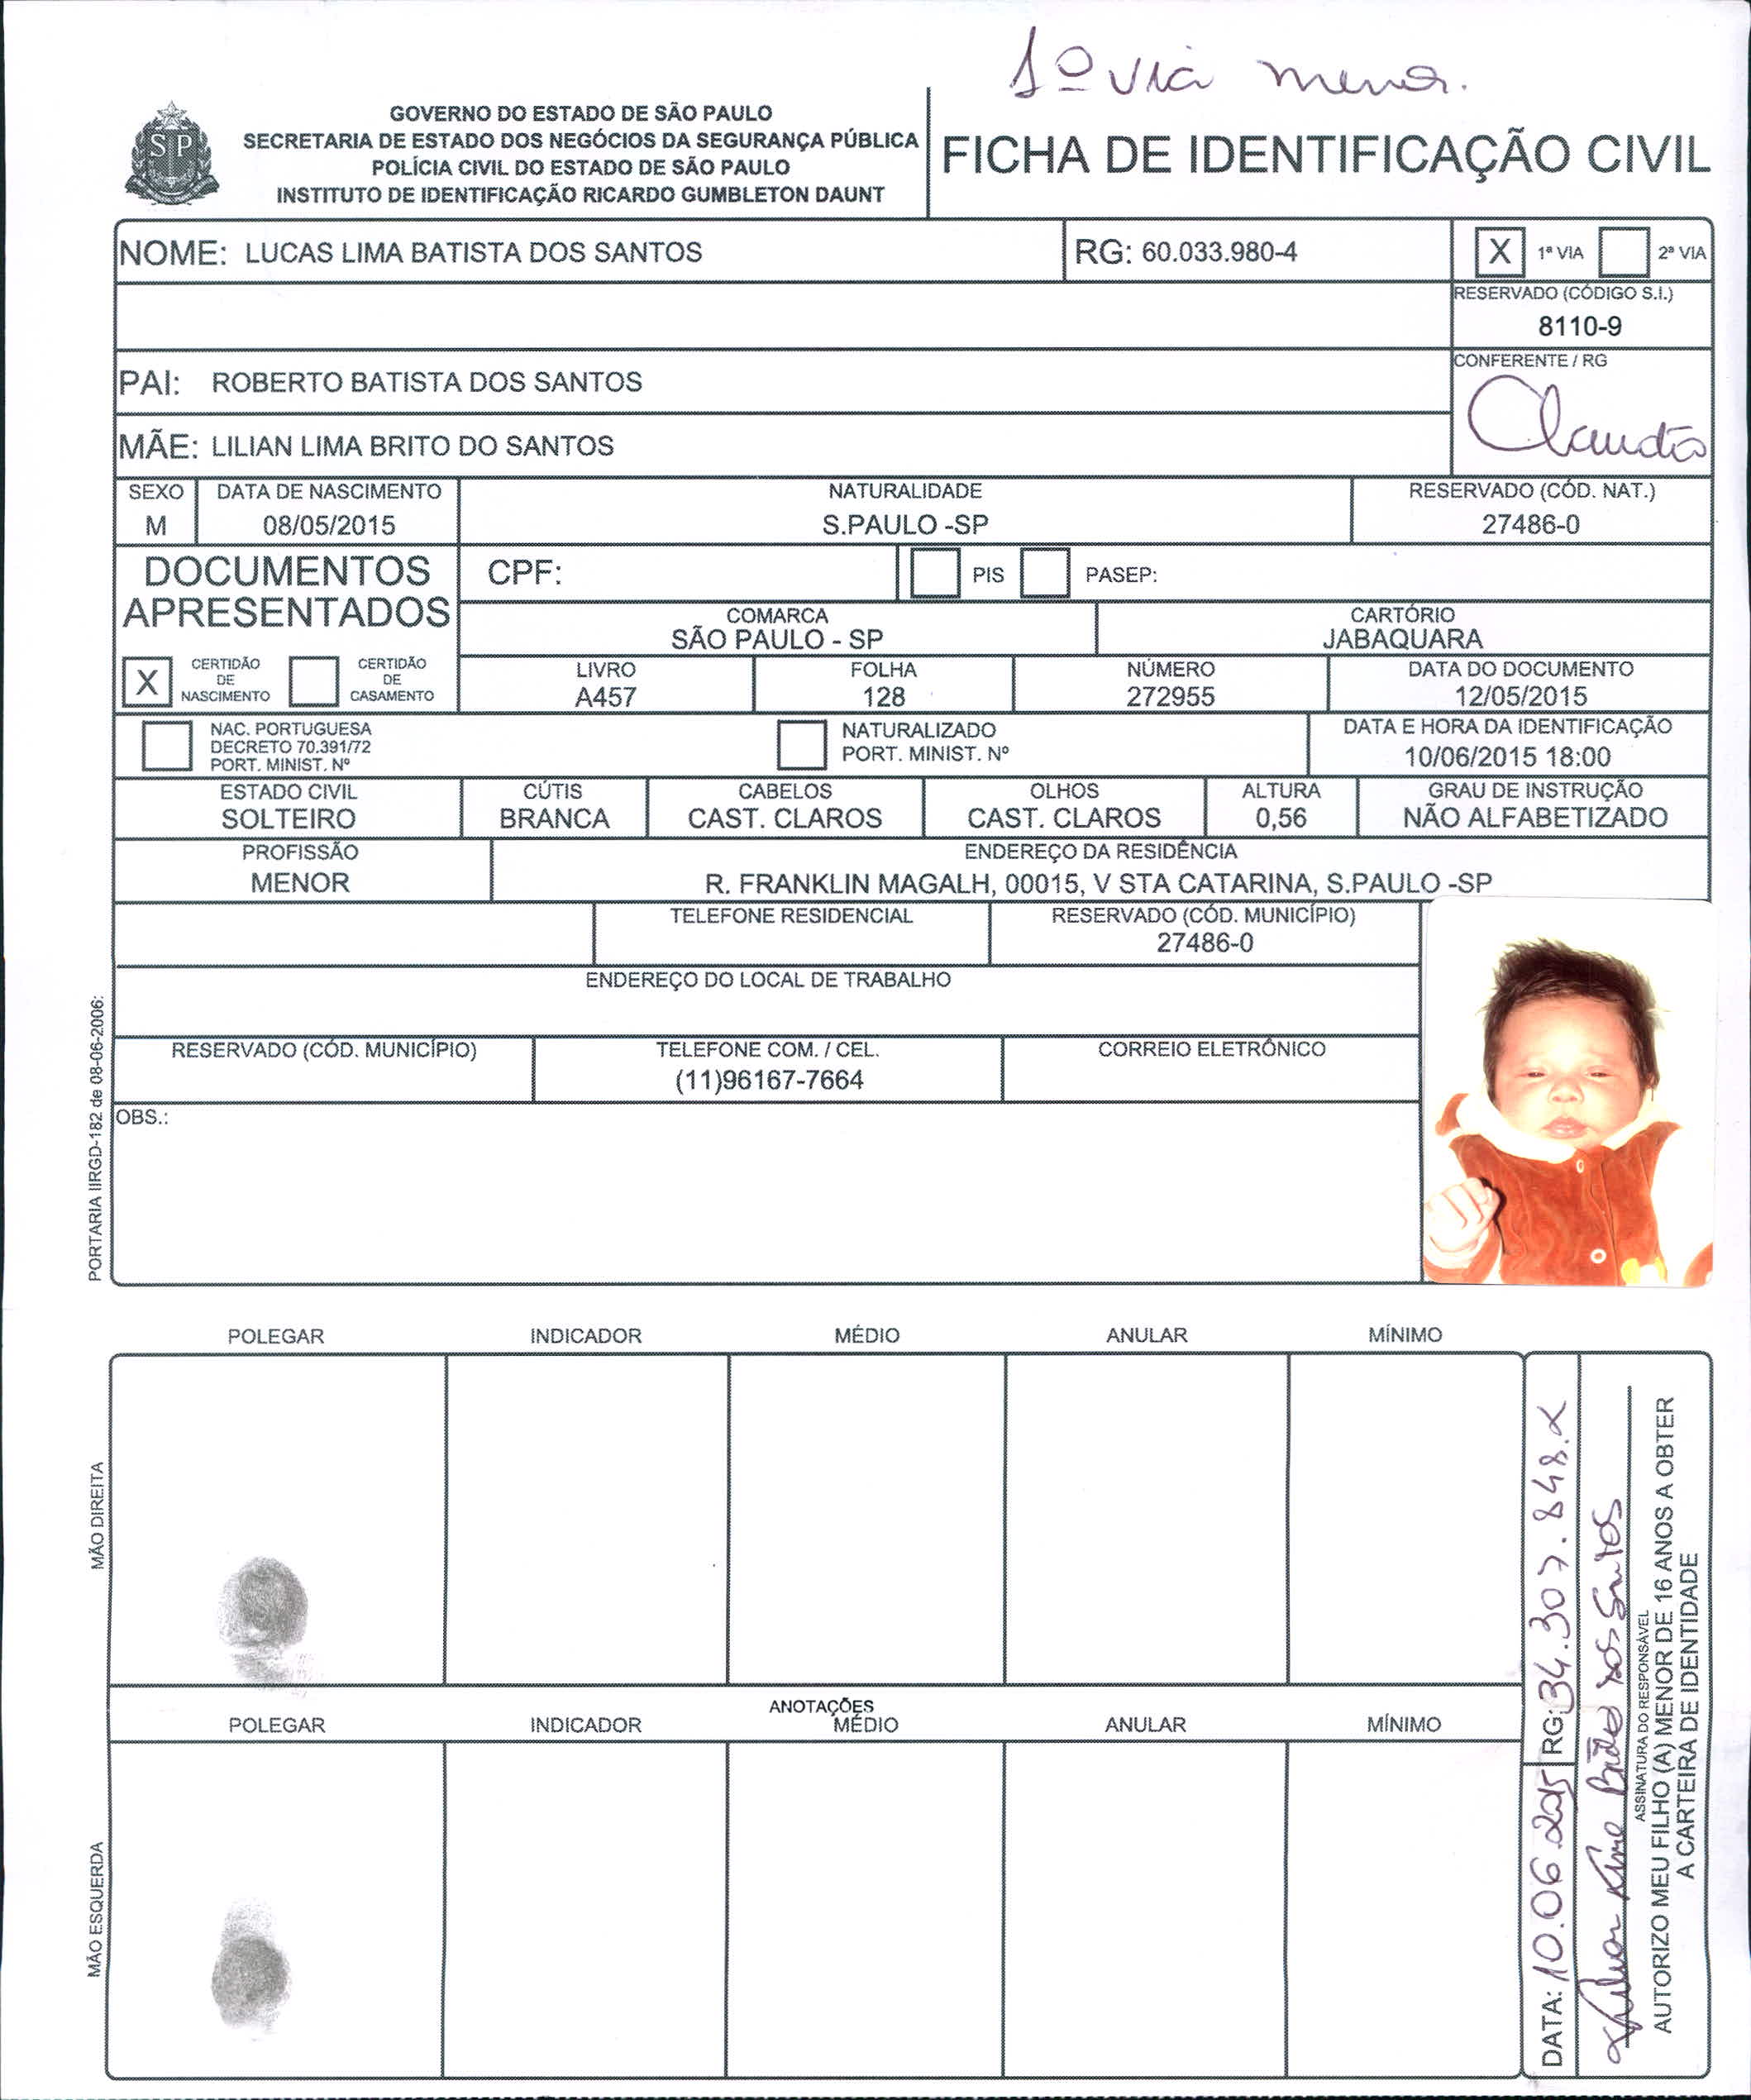 1º via menor.
GOVERNO DO ESTADO DE SÃO PAULO
SECRETARIA DE ESTADO DOS NEGÓCIOS DA SEGURANÇA PÚBLICA
POLÍCIA CIVIL DO ESTADO DE SÃO PAULO
INSTITUTO DE IDENTIFICAÇÃO RICARDO GUMBLETON DAUNT
SP
FICHA DE IDENTIFICAÇÃO CIVIL
NOME: LUCAS LIMA BATISTA DOS SANTOS RG: 60.033.980-4 X 1ª VIA 2ª VIA
RESERVADO (CÓDIGO S.I.)
8110-9
CONFERENTE / RG
PAI: ROBERTO BATISTA DOS SANTOS
Claudio
MÃE: LILIAN LIMA BRITO DO SANTOS
SEXO DATA DE NASCIMENTO NATURALIDADE RESERVADO (CÓD. NAT.)
M 08/05/2015 S.PAULO -SP 27486-0
DOCUMENTOS
APRESENTADOS
CPF: PIS PASEP:
COMARCA CARTÓRIO
SÃO PAULO - SP JABAQUARA
X CERTIDÃO
DE
NASCIMENTO
CERTIDÃO
DE
CASAMENTO
LIVRO FOLHA NÚMERO DATA DO DOCUMENTO
A457 128 272955 12/05/2015
NAC. PORTUGUESA
DECRETO 70.391/72
PORT. MINIST. Nº
NATURALIZADO
PORT. MINIST. Nº
DATA E HORA DA IDENTIFICAÇÃO
10/06/2015 18:00
ESTADO CIVIL CÚTIS CABELOS OLHOS ALTURA GRAU DE INSTRUÇÃO
SOLTEIRO BRANCA CAST. CLAROS CAST. CLAROS 0,56 NÃO ALFABETIZADO
PROFISSÃO ENDEREÇO DA RESIDÊNCIA
MENOR R. FRANKLIN MAGALH, 00015, V STA CATARINA, S.PAULO -SP
TELEFONE RESIDENCIAL RESERVADO (CÓD. MUNICÍPIO)
27486-0
ENDEREÇO DO LOCAL DE TRABALHO
RESERVADO (CÓD. MUNICÍPIO) TELEFONE COM. / CEL. CORREIO ELETRÔNICO
(11)96167-7664
OBS.:
PORTARIA IIRGD-182 de 08-06-2006:
POLEGAR INDICADOR MÉDIO ANULAR MÍNIMO
MÃO DIREITA
ANOTAÇÕES
POLEGAR INDICADOR MÉDIO ANULAR MÍNIMO
MÃO ESQUERDA
DATA: 10.06.2015 RG: 34.307.848.X
Lilian Lima Brito dos Santos
ASSINATURA DO RESPONSÁVEL
AUTORIZO MEU FILHO (A) MENOR DE 16 ANOS A OBTER
A CARTEIRA DE IDENTIDADE